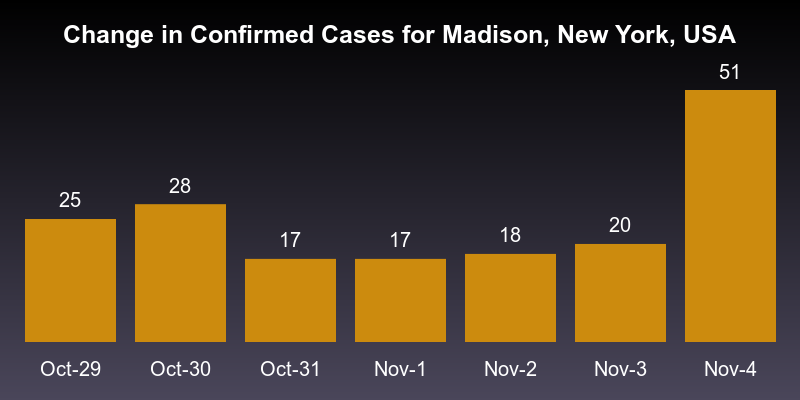 Change in Confirmed Cases for Madison, New York, USA
51
25
28
17
17
18
20
Oct-29
Oct-30
Oct-31
Nov-1
Nov-2
Nov-3
Nov-4